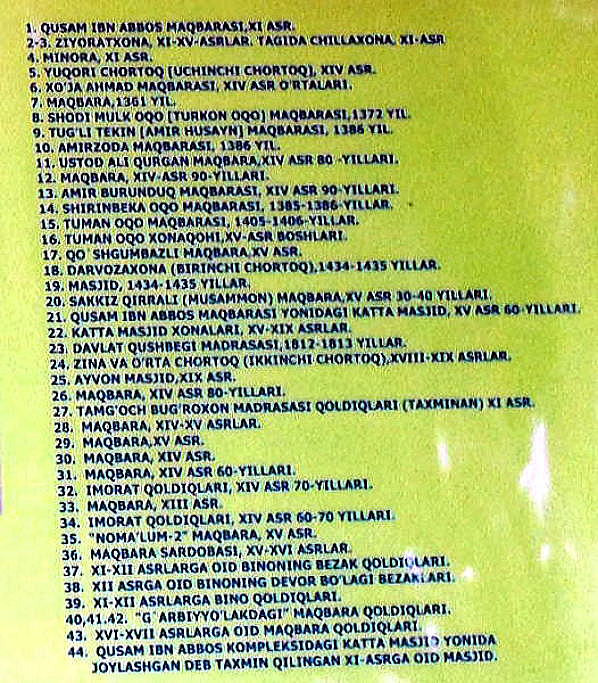 1. QUSAM IBN ABBOS MAQBARASI,XI ASR.
2-3. ZIYORATXONA, XI-XV-ASRLAR. TAGIDA CHILLAXONA, XI-ASR
4. MINORA, XI ASR.
5. YUQORI CHORTOQ [UCHINCHI CHORTOQ], XIV ASR.
6. XO'JA AHMAD MAQBARASI, XIV ASR O'RTALARI.
7. MAQBARA,1361 YIL.
8. SHODI MULK OQO [TURKON OQO] MAQBARASI,1372 YIL.
9. TUG'LI TEKIN [AMIR HUSAYN] MAQBARASI, 1386 YIL.
10. AMIRZODA MAQBARASI, 1386 YIL.
11. USTOD ALI QURGAN MAQBARA,XIV ASR 80 -YILLARI.
12. MAQBARA, XIV-ASR 90-YILLARI.
13. AMIR BURUNDUQ MAQBARASI, XIV ASR 90-YILLARI.
14. SHIRINBEKA OQO MAQBARASI, 1385-1386-YILLAR.
15. TUMAN OQO MAQBARASI, 1405-1406-YILLAR.
16. TUMAN OQO XONAQOHI,XV-ASR BOSHLARI.
17. QO`SHGUMBAZLI MAQBARA,XV ASR.
18. DARVOZAXONA (BIRINCHI CHORTOQ),1434-1435 YILLAR.
19. MASJID, 1434-1435 YILLAR.
20. SAKKIZ QIRRALI (MUSAMMON) MAQBARA,XV ASR 30-40 YILLARI.
21. QUSAM IBN ABBOS MAQBARASI YONIDAGI KATTA MASJID, XV ASR 60-YILLARI.
22. KATTA MASJID XONALARI, XV-XIX ASRLAR.
23. DAVLAT QUSHBEGI MADRASASI,1812-1813 YILLAR.
24. ZINA VA O'RTA CHORTOQ (IKKINCHI CHORTOQ),XVIII-XIX ASRLAR.
25. AYVON MASJID,XIX ASR.
26. MAQBARA, XIV ASR 80-YILLARI.
27. TAMG'OCH BUG'ROXON MADRASASI QOLDIQLARI (TAXMINAN) XI ASR.
28. MAQBARA, XIV-XV ASRLAR.
29. MAQBARA,XV ASR.
30. MAQBARA, XIV ASR.
31. MAQBARA, XIV ASR 60-YILLARI.
32. IMORAT QOLDIQLARI, XIV ASR 70-YILLARI.
33. MAQBARA, XIII ASR.
34. IMORAT QOLDIQLARI, XIV ASR 60-70 YILLARI.
35. "NOMA'LUM-2" MAQBARA, XV ASR.
36. MAQBARA SARDOBASI, XV-XVI ASRLAR.
37. XI-XII ASRLARGA OID BINONING BEZAK QOLDIQLARI.
38. XII ASRGA OID BINONING DEVOR BO'LAGI BEZAKLARI.
39. XI-XII ASRLARGA BINO QOLDIQLARI.
40,41.42. "G`ARBIYYO'LAKDAGI" MAQBARA QOLDIQLARI.
43. XVI-XVII ASRLARGA OID MAQBARA QOLDIQLARI.
44. QUSAM IBN ABBOS KOMPLEKSIDAGI KATTA MASJID YONIDA
JOYLASHGAN DEB TAXMIN QILINGAN XI-ASRGA OID MASJID.